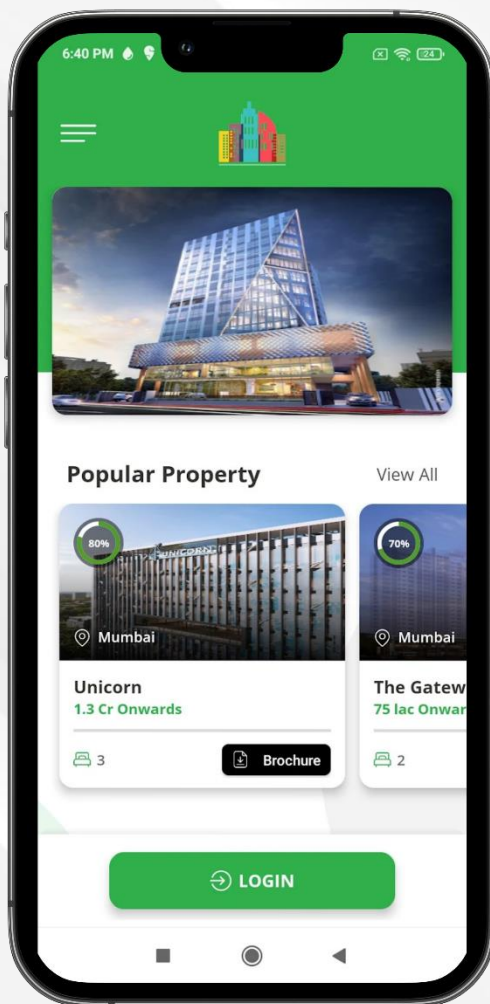 6:40 PM
24
Popular Property
View All
80%
UNICORN
Mumbai
Unicorn
1.3 Cr Onwards
3
Brochure
70%
Mumbai
The Gatew
75 lac Onwar
2
LOGIN